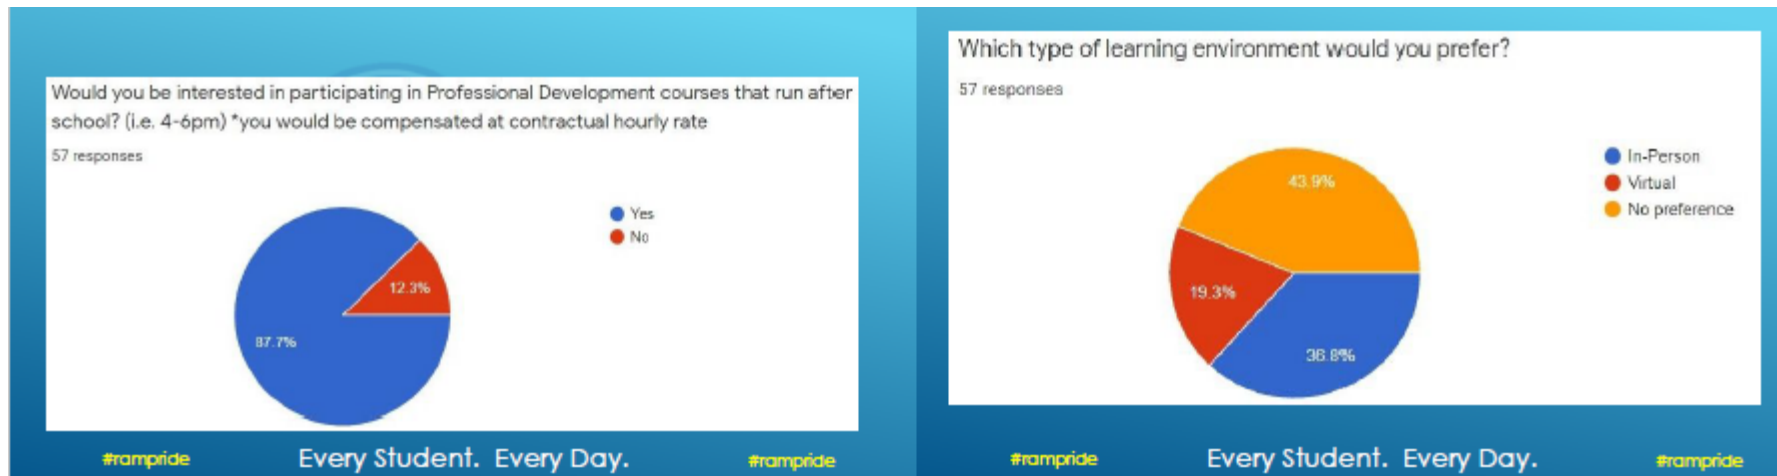 Would you be interested in participating in Professional Development courses that run after
school? (i.e. 4-6pm) *you would be compensated at contractual hourly rate
57 responses
Yes
No
12.3%
87.7%
#rampride
Every Student. Every Day.
#rampride
Which type of learning environment would you prefer?
57 responses
In-Person
Virtual
No preference
43.9%
19.3%
36.8%
#rampride
Every Student. Every Day.
#rampride